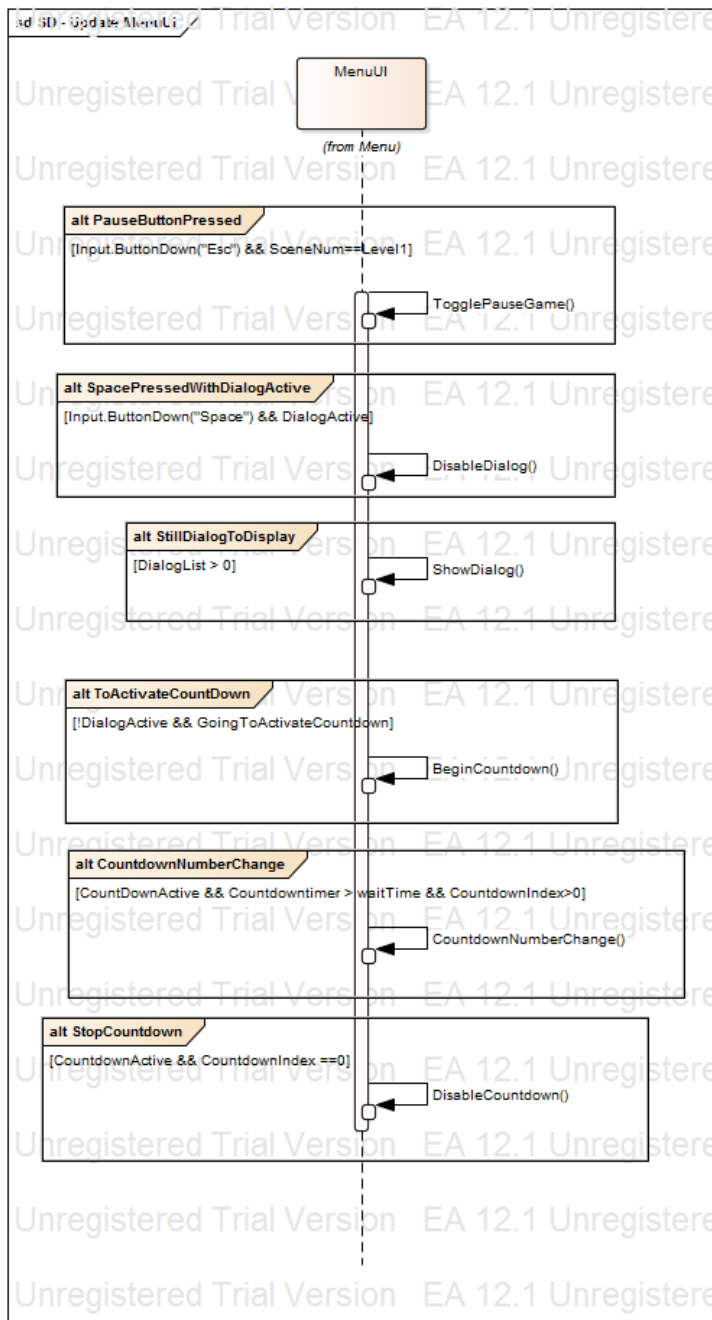 sd SD - Update MenuUI
MenuUI
(from Menu)
alt PauseButtonPressed
[Input.ButtonDown("Esc") && SceneNum==Level1]
TogglePauseGame()
alt SpacePressedWithDialogActive
[Input.ButtonDown("Space") && DialogActive]
DisableDialog()
alt StillDialogToDisplay
[DialogList > 0]
ShowDialog()
alt ToActivateCountDown
[!DialogActive && GoingToActivateCountdown]
BeginCountdown()
alt CountdownNumberChange
[CountDownActive && Countdowntimer > waitTime && CountdownIndex>0]
CountdownNumberChange()
alt StopCountdown
[CountdownActive && CountdownIndex ==0]
DisableCountdown()
Unregistered Trial Version EA 12.1 Unregistere